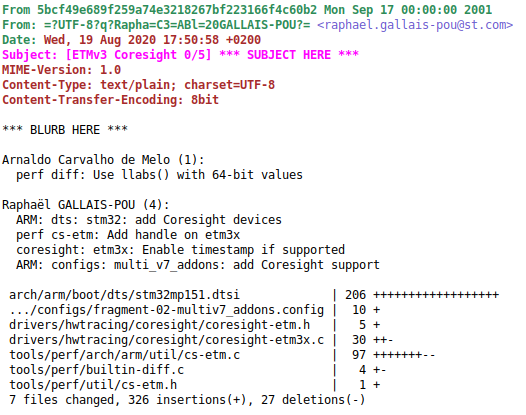 From 5bcf49e689f259a74e3218267bf223166f4c60b2 Mon Sep 17 00:00:00 2001
From: =?UTF-8?q?Rapha=C3=ABl=20GALLAIS-POU?= <raphael.gallais-pou@st.com>
Date: Wed, 19 Aug 2020 17:50:58 +0200
Subject: [ETMv3 Coresight 0/5] *** SUBJECT HERE ***
MIME-Version: 1.0
Content-Type: text/plain; charset=UTF-8
Content-Transfer-Encoding: 8bit

*** BLURB HERE ***

Arnaldo Carvalho de Melo (1):
  perf diff: Use llabs() with 64-bit values

Raphaël GALLAIS-POU (4):
  ARM: dts: stm32: add Coresight devices
  perf cs-etm: Add handle on etm3x
  coresight: etm3x: Enable timestamp if supported
  ARM: configs: multi_v7_addons: add Coresight support

 arch/arm/boot/dts/stm32mp151.dtsi             | 206 ++++++++++++++++++
 .../configs/fragment-02-multiv7_addons.config |  10 +
 drivers/hwtracing/coresight/coresight-etm.h   |   5 +
 drivers/hwtracing/coresight/coresight-etm3x.c |  30 ++-
 tools/perf/arch/arm/util/cs-etm.c             |  97 +++++++--
 tools/perf/builtin-diff.c                     |   4 +-
 tools/perf/util/cs-etm.h                      |   1 +
 7 files changed, 326 insertions(+), 27 deletions(-)